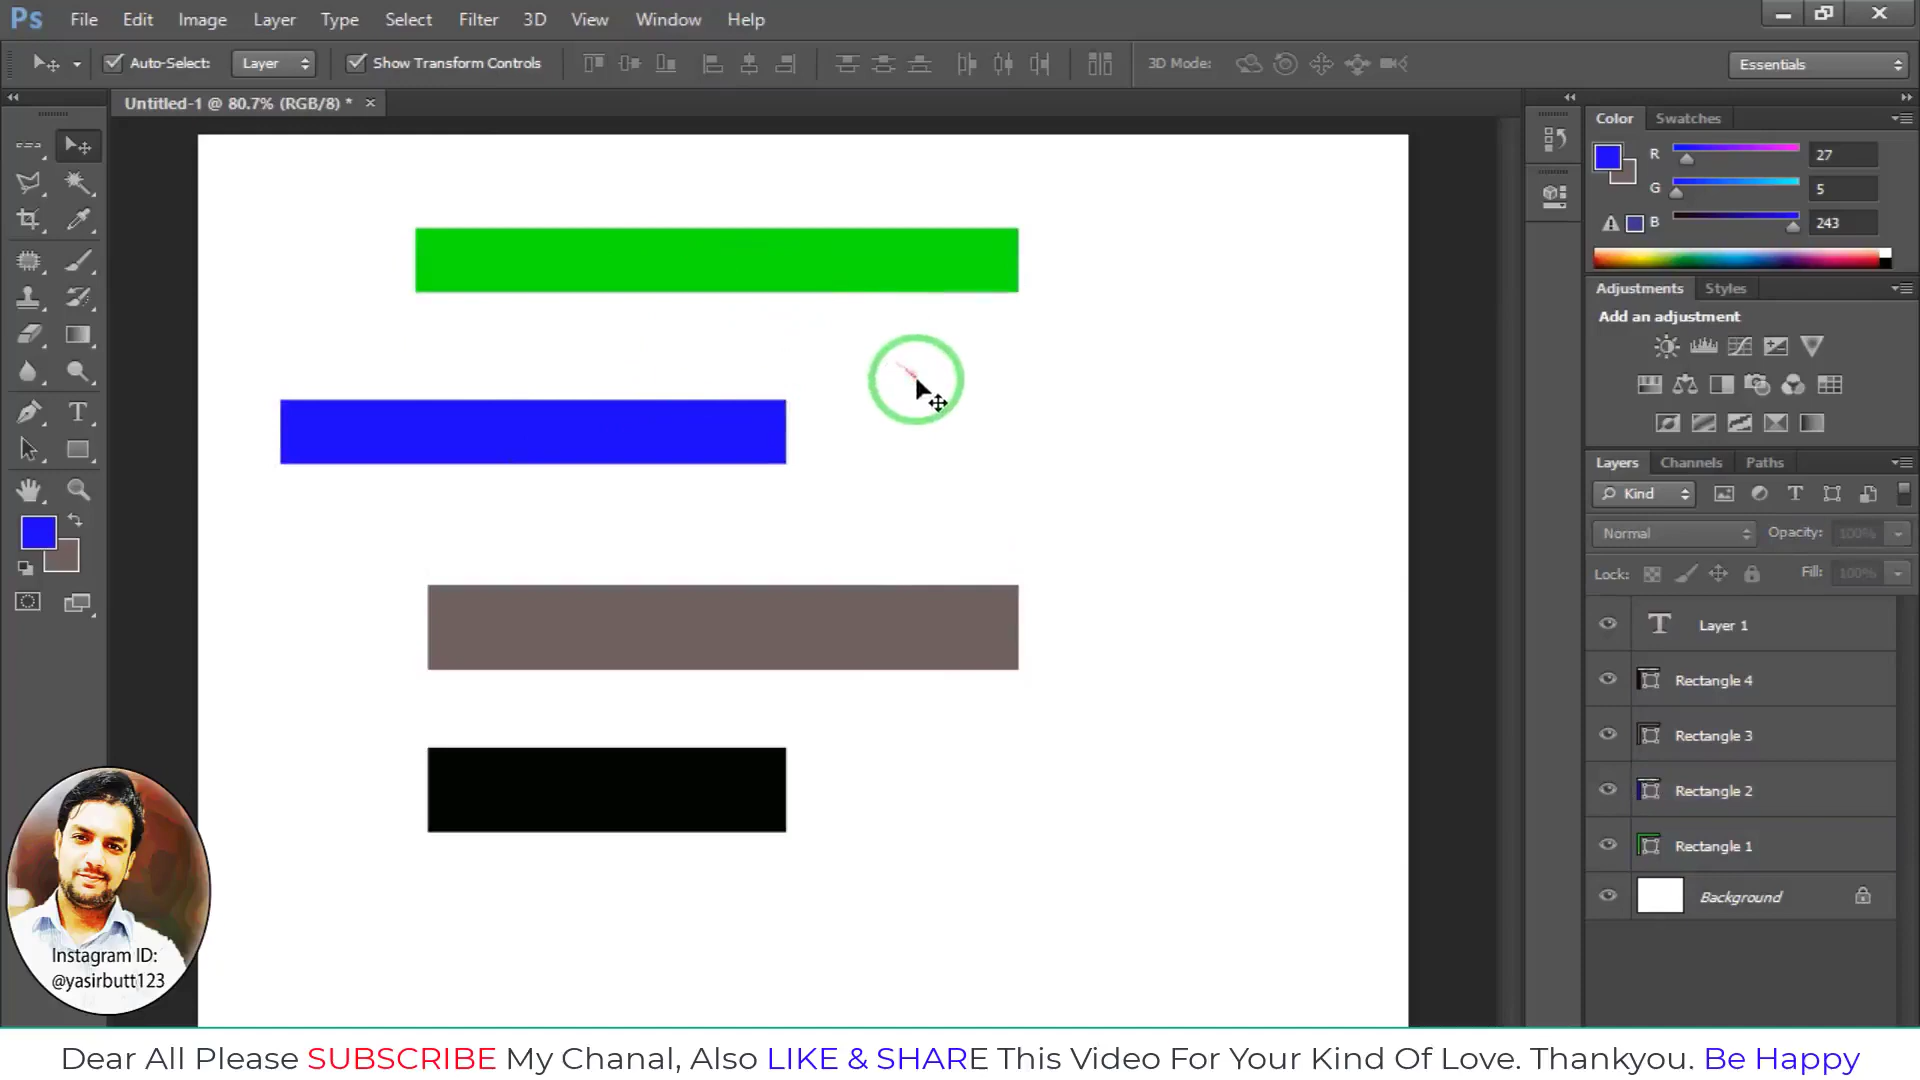 Ps File Edit Image Layer Type Select Filter 3D View Window Help
Auto-Select: Layer Show Transform Controls 3D Mode: Essentials
Untitled-1 @ 80.7% (RGB/8) *
Color Swatches
R 27
G 5
B 243
Adjustments Styles
Add an adjustment
Layers Channels Paths
Kind
Normal Opacity: 100%
Lock: Fill: 100%
Layer 1
Rectangle 4
Rectangle 3
Rectangle 2
Rectangle 1
Background
Instagram ID:
@yasirbutt123
Dear All Please SUBSCRIBE My Chanal, Also LIKE & SHARE This Video For Your Kind Of Love. Thankyou. Be Happy